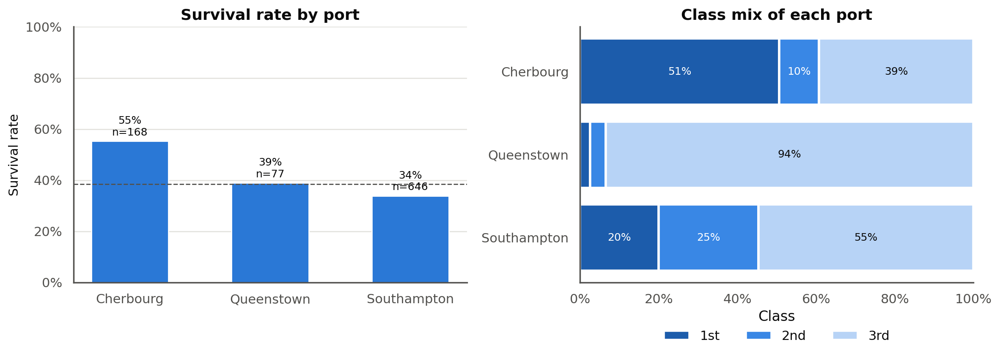 Survival rate by port
Survival rate
100%
80%
60%
40%
20%
0%
55%
n=168
39%
n=77
34%
n=646
Cherbourg
Queenstown
Southampton
Class mix of each port
Cherbourg
51%
10%
39%
Queenstown
94%
Southampton
20%
25%
55%
0%
20%
40%
60%
80%
100%
Class
1st
2nd
3rd